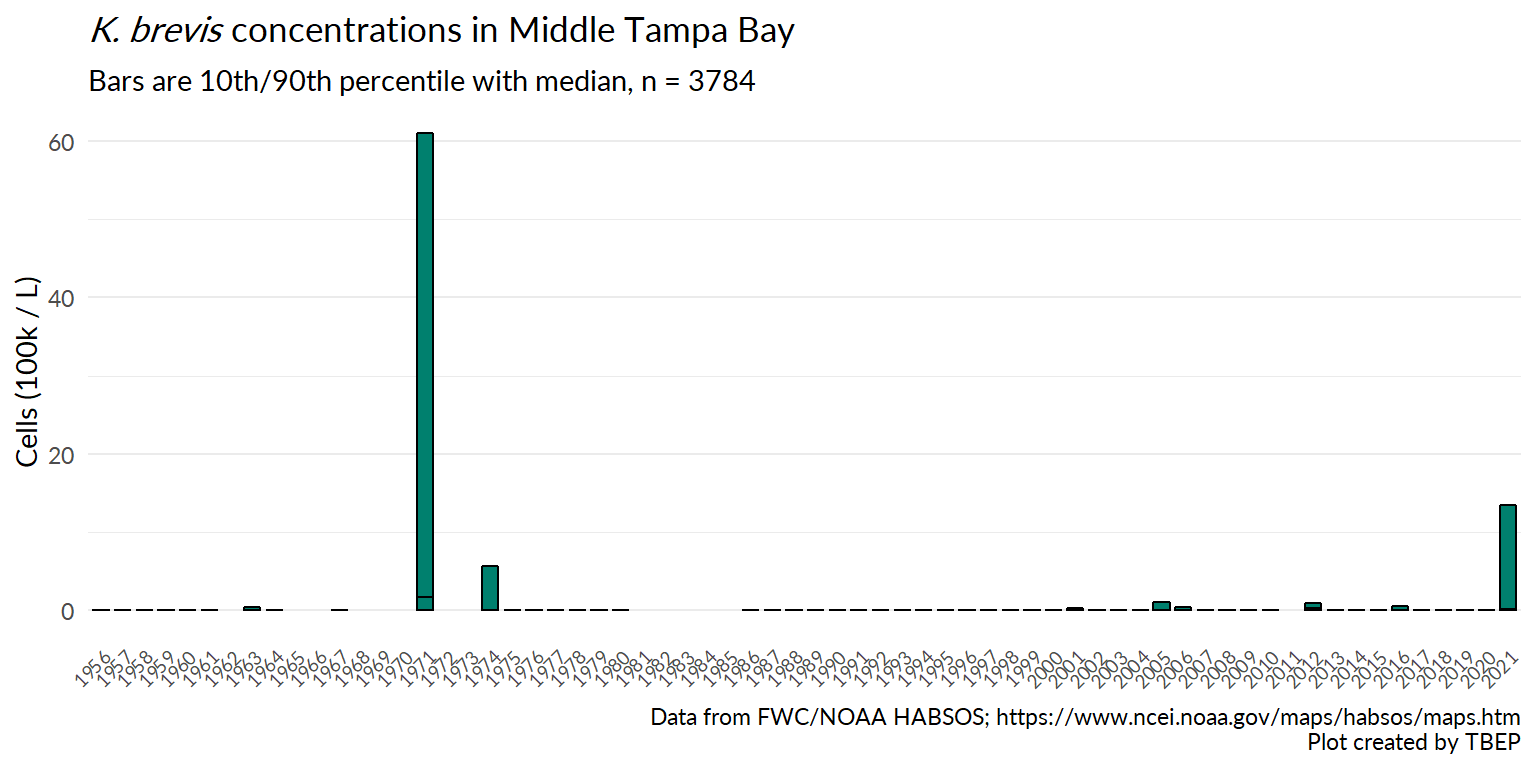 K. brevis concentrations in Middle Tampa Bay
Bars are 10th/90th percentile with median, n = 3784
Cells (100k / L)
60
40
20
0
1956 1957 1958 1959 1960 1961 1962 1963 1964 1965 1966 1967 1968 1969 1970 1971 1972 1973 1974 1975 1976 1977 1978 1979 1980 1981 1982 1983 1984 1985 1986 1987 1988 1989 1990 1991 1992 1993 1994 1995 1996 1997 1998 1999 2000 2001 2002 2003 2004 2005 2006 2007 2008 2009 2010 2011 2012 2013 2014 2015 2016 2017 2018 2019 2020 2021
Data from FWC/NOAA HABSOS; https://www.ncei.noaa.gov/maps/habsos/maps.htm
Plot created by TBEP